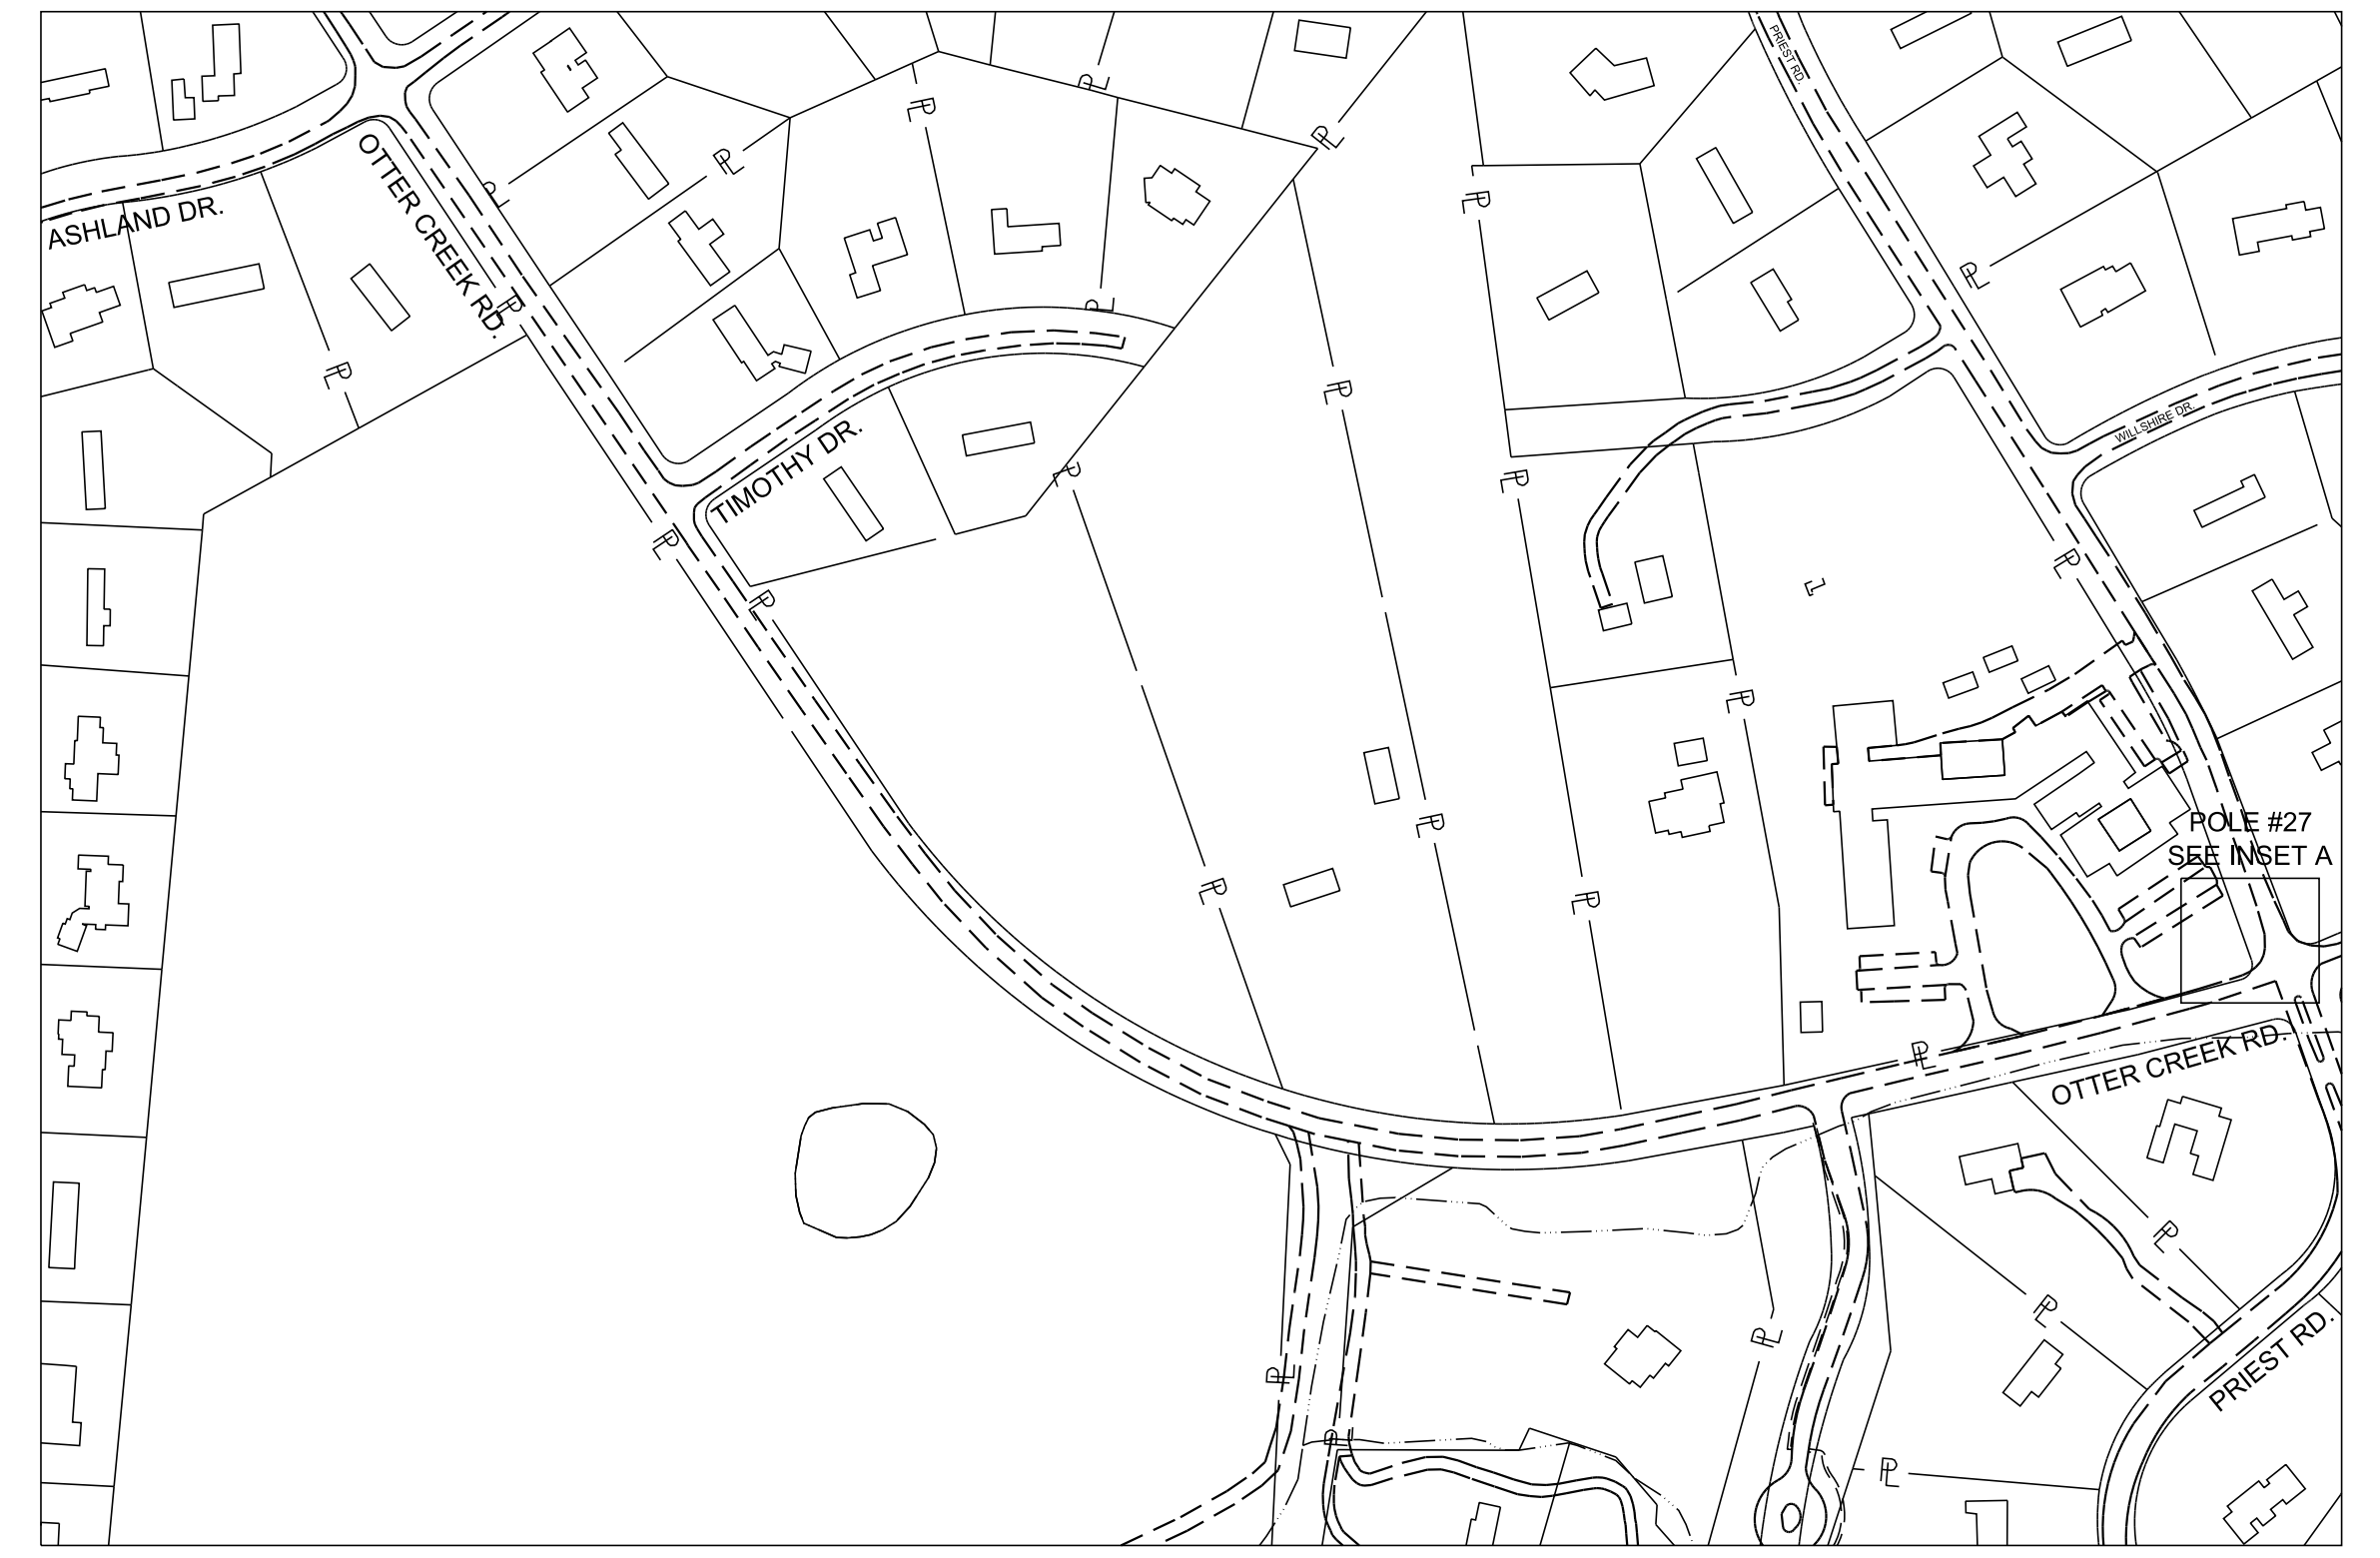 PRIEST RD.
ASHLAND DR.
OTTER CREEK RD.
WILLSHIRE DR.
TIMOTHY DR.
POLE #27
SEE INSET A
OTTER CREEK RD.
PRIEST RD.